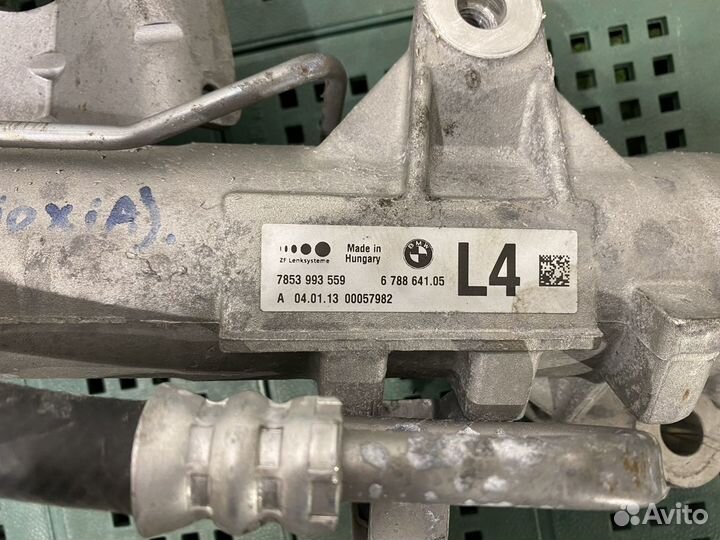 ioxiA).
ZF Lenksysteme
Made in
Hungary
BMW
L4
7853 993 559
6 788 641.05
A 04.01.13 00057982
Avito